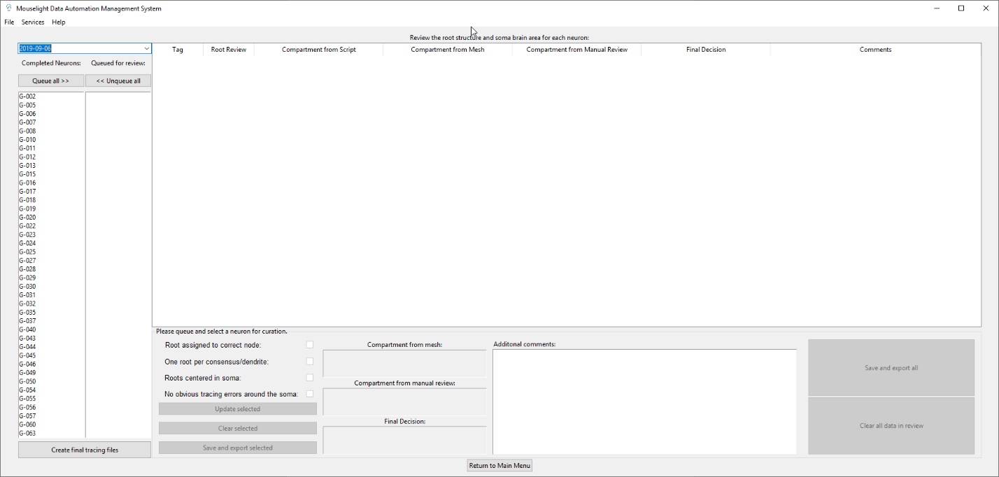 Mouselight Data Automation Management System
File Services Help
Review the root structure and soma brain area for each neuron:
2019-09-06
Tag Root Review Compartment from Script Compartment from Mesh Compartment from Manual Review Final Decision Comments
Completed Neurons: Queued for review:
Queue all >> << Unqueue all
G-002
G-005
G-006
G-007
G-008
G-010
G-011
G-012
G-013
G-015
G-016
G-017
G-018
G-019
G-020
G-022
G-023
G-024
G-025
G-027
G-028
G-029
G-030
G-031
G-032
G-035
G-037
G-040
G-043
G-044
G-045
G-046
G-049
G-050
G-054
G-055
G-056
G-057
G-060
G-063
Create final tracing files
Please queue and select a neuron for curation.
Root assigned to correct node:
One root per consensus/dendrite:
Roots centered in soma:
No obvious tracing errors around the soma:
Update selected
Clear selected
Save and export selected
Compartment from mesh:
Compartment from manual review:
Final Decision:
Additonal comments:
Save and export all
Clear all data in review
Return to Main Menu